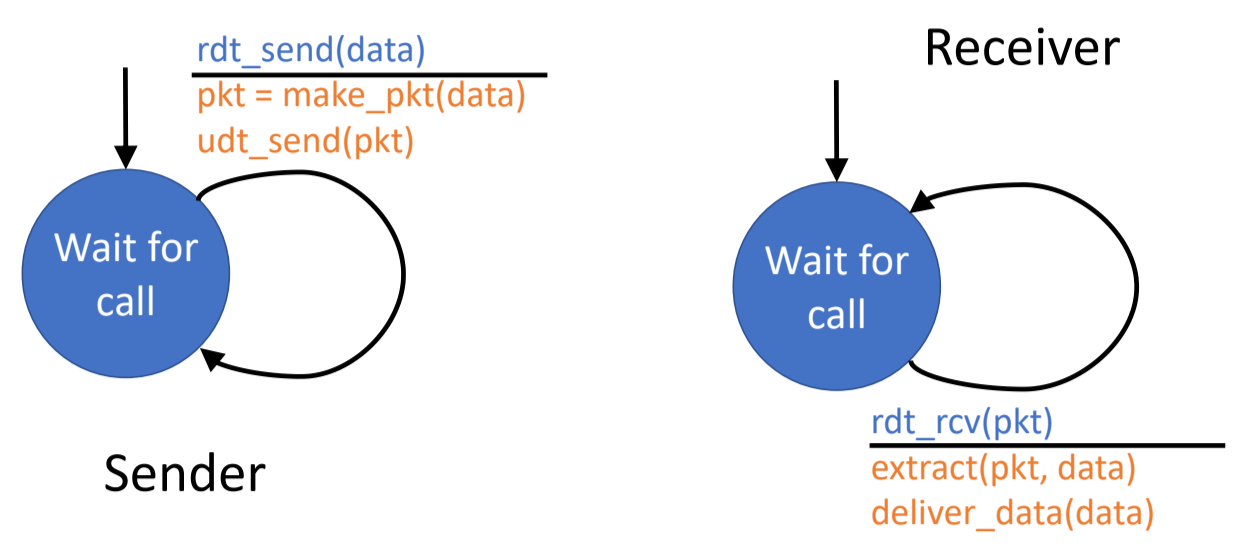 rdt_send(data)
pkt = make_pkt(data)
udt_send(pkt)
Wait for
call
Sender
Receiver
Wait for
call
rdt_rcv(pkt)
extract(pkt, data)
deliver_data(data)